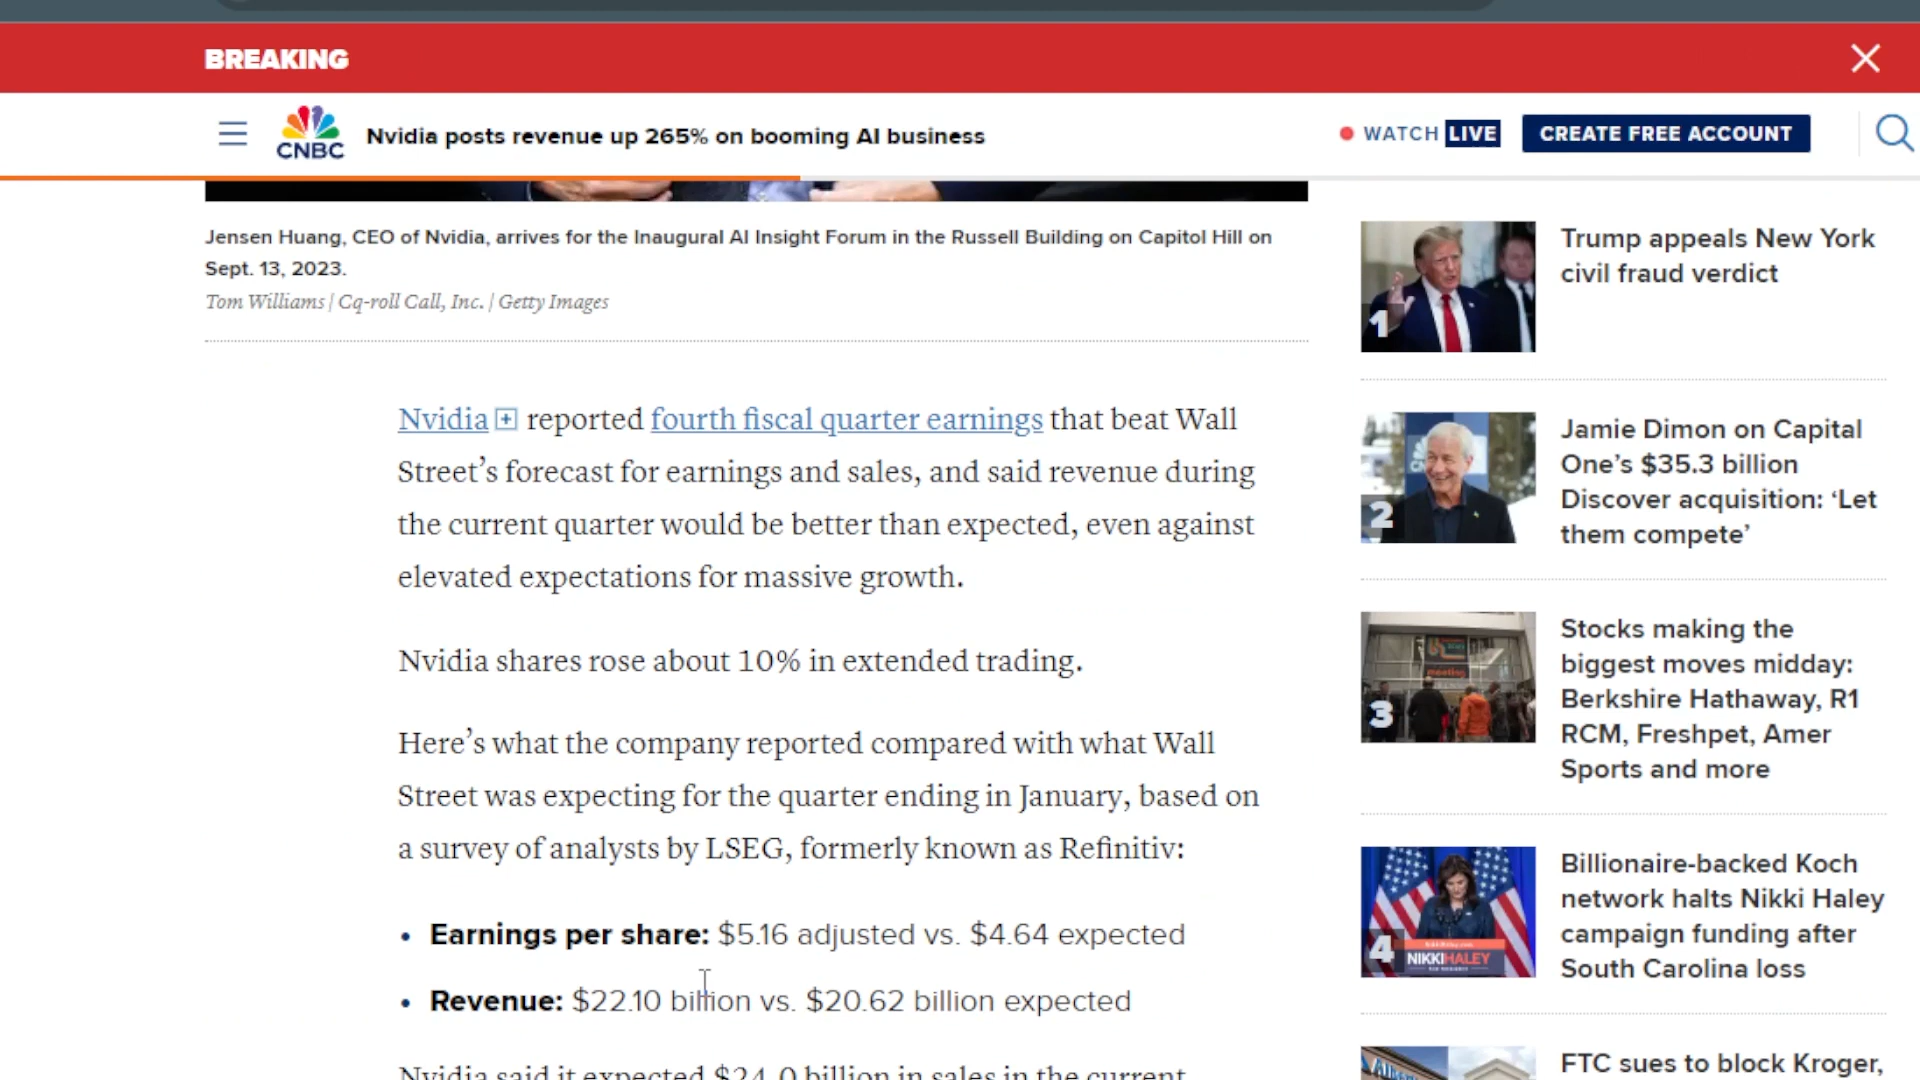 BREAKING
CNBC
Nvidia posts revenue up 265% on booming AI business
WATCH LIVE
CREATE FREE ACCOUNT
Jensen Huang, CEO of Nvidia, arrives for the Inaugural AI Insight Forum in the Russell Building on Capitol Hill on
Sept. 13, 2023.
Tom Williams | Cq-roll Call, Inc. | Getty Images
Nvidia reported fourth fiscal quarter earnings that beat Wall
Street’s forecast for earnings and sales, and said revenue during
the current quarter would be better than expected, even against
elevated expectations for massive growth.
Nvidia shares rose about 10% in extended trading.
Here’s what the company reported compared with what Wall
Street was expecting for the quarter ending in January, based on
a survey of analysts by LSEG, formerly known as Refinitiv:
• Earnings per share: $5.16 adjusted vs. $4.64 expected
• Revenue: $22.10 billion vs. $20.62 billion expected
Nvidia said it expected $24.0 billion in sales in the current
1
Trump appeals New York
civil fraud verdict
2
Jamie Dimon on Capital
One’s $35.3 billion
Discover acquisition: ‘Let
them compete’
3
Stocks making the
biggest moves midday:
Berkshire Hathaway, R1
RCM, Freshpet, Amer
Sports and more
4
NIKKI HALEY
Billionaire-backed Koch
network halts Nikki Haley
campaign funding after
South Carolina loss
FTC sues to block Kroger,